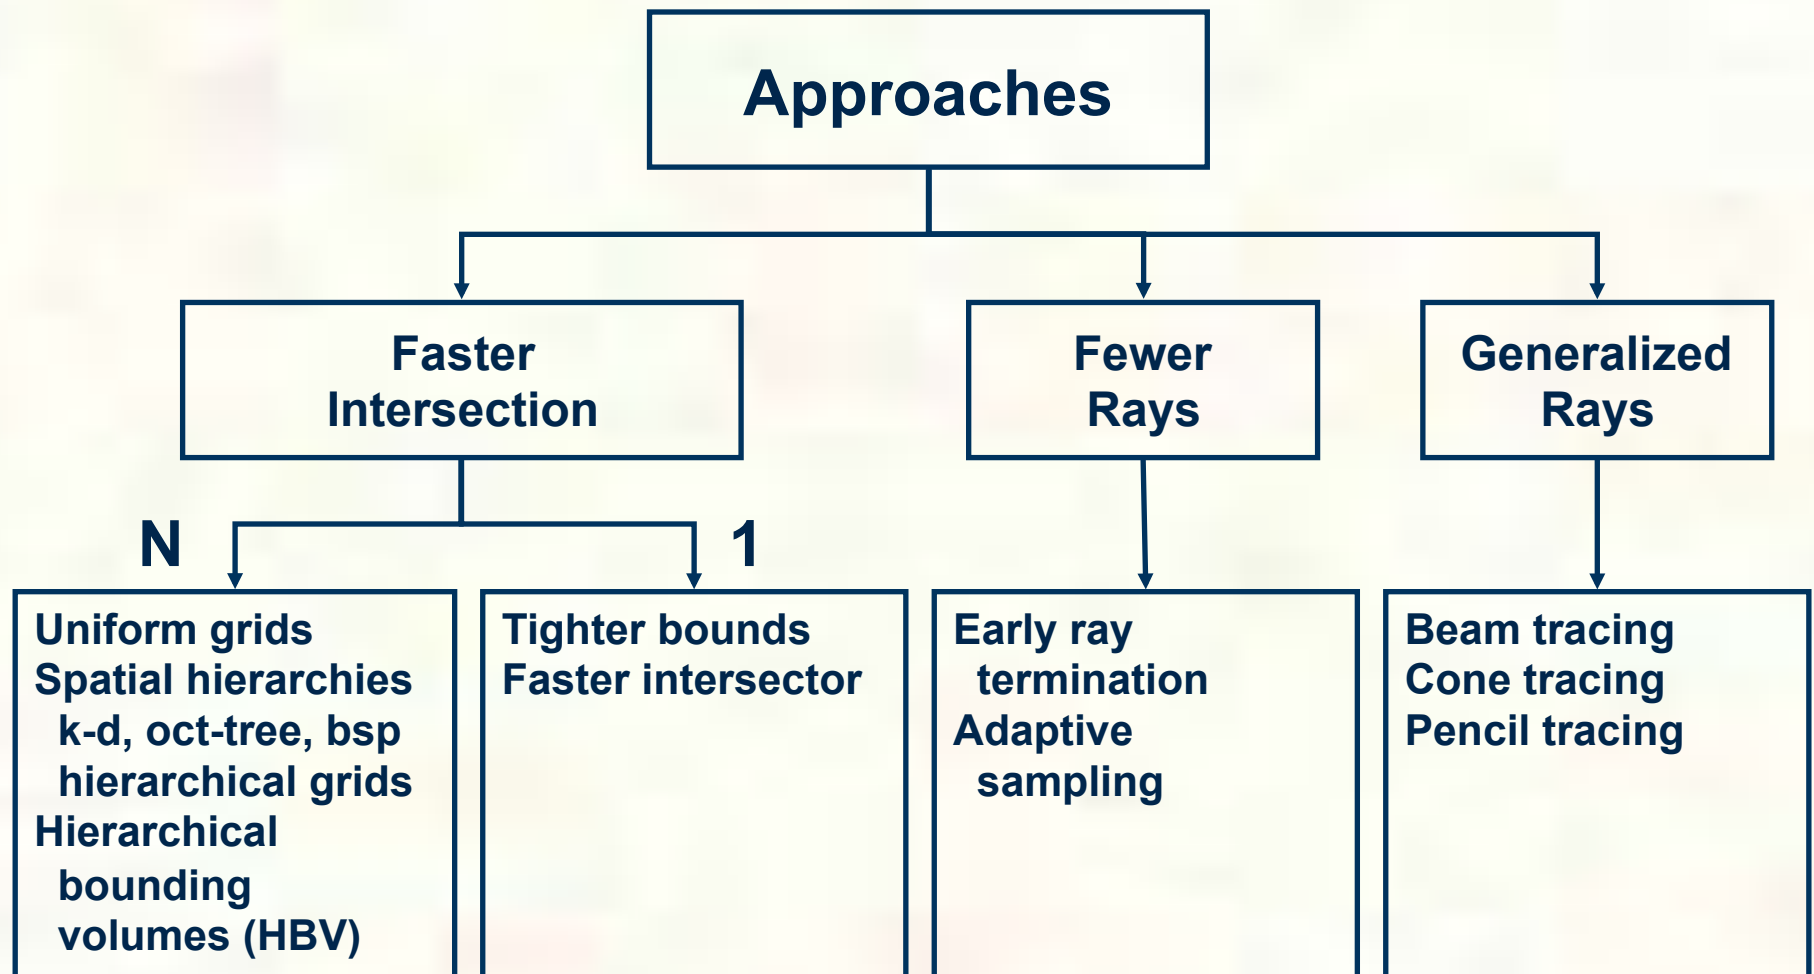 Approaches
Faster
Intersection
Fewer
Rays
Generalized
Rays
N
1
Uniform grids
Spatial hierarchies
k-d, oct-tree, bsp
hierarchical grids
Hierarchical
bounding
volumes (HBV)
Tighter bounds
Faster intersector
Early ray
termination
Adaptive
sampling
Beam tracing
Cone tracing
Pencil tracing